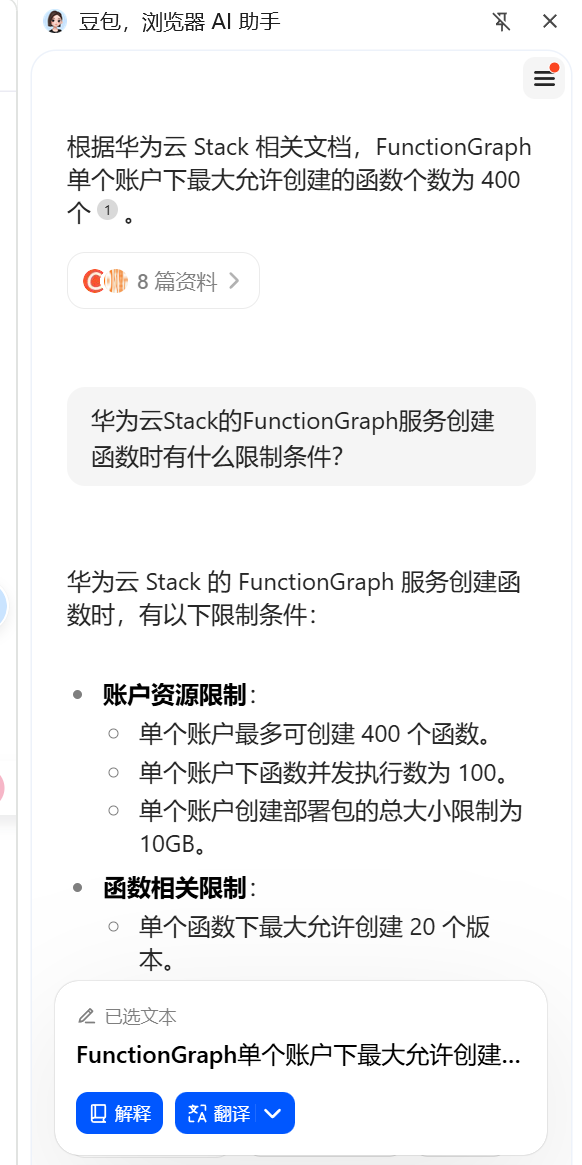 豆包，浏览器 AI 助手
根据华为云 Stack 相关文档，FunctionGraph
单个账户下最大允许创建的函数个数为 400
个 1 。
8 篇资料
华为云Stack的FunctionGraph服务创建
函数时有什么限制条件？
华为云 Stack 的 FunctionGraph 服务创建函
数时，有以下限制条件：
账户资源限制：
单个账户最多可创建 400 个函数。
单个账户下函数并发执行数为 100。
单个账户创建部署包的总大小限制为
10GB。
函数相关限制：
单个函数下最大允许创建 20 个版
本。
已选文本
FunctionGraph单个账户下最大允许创建...
解释
翻译